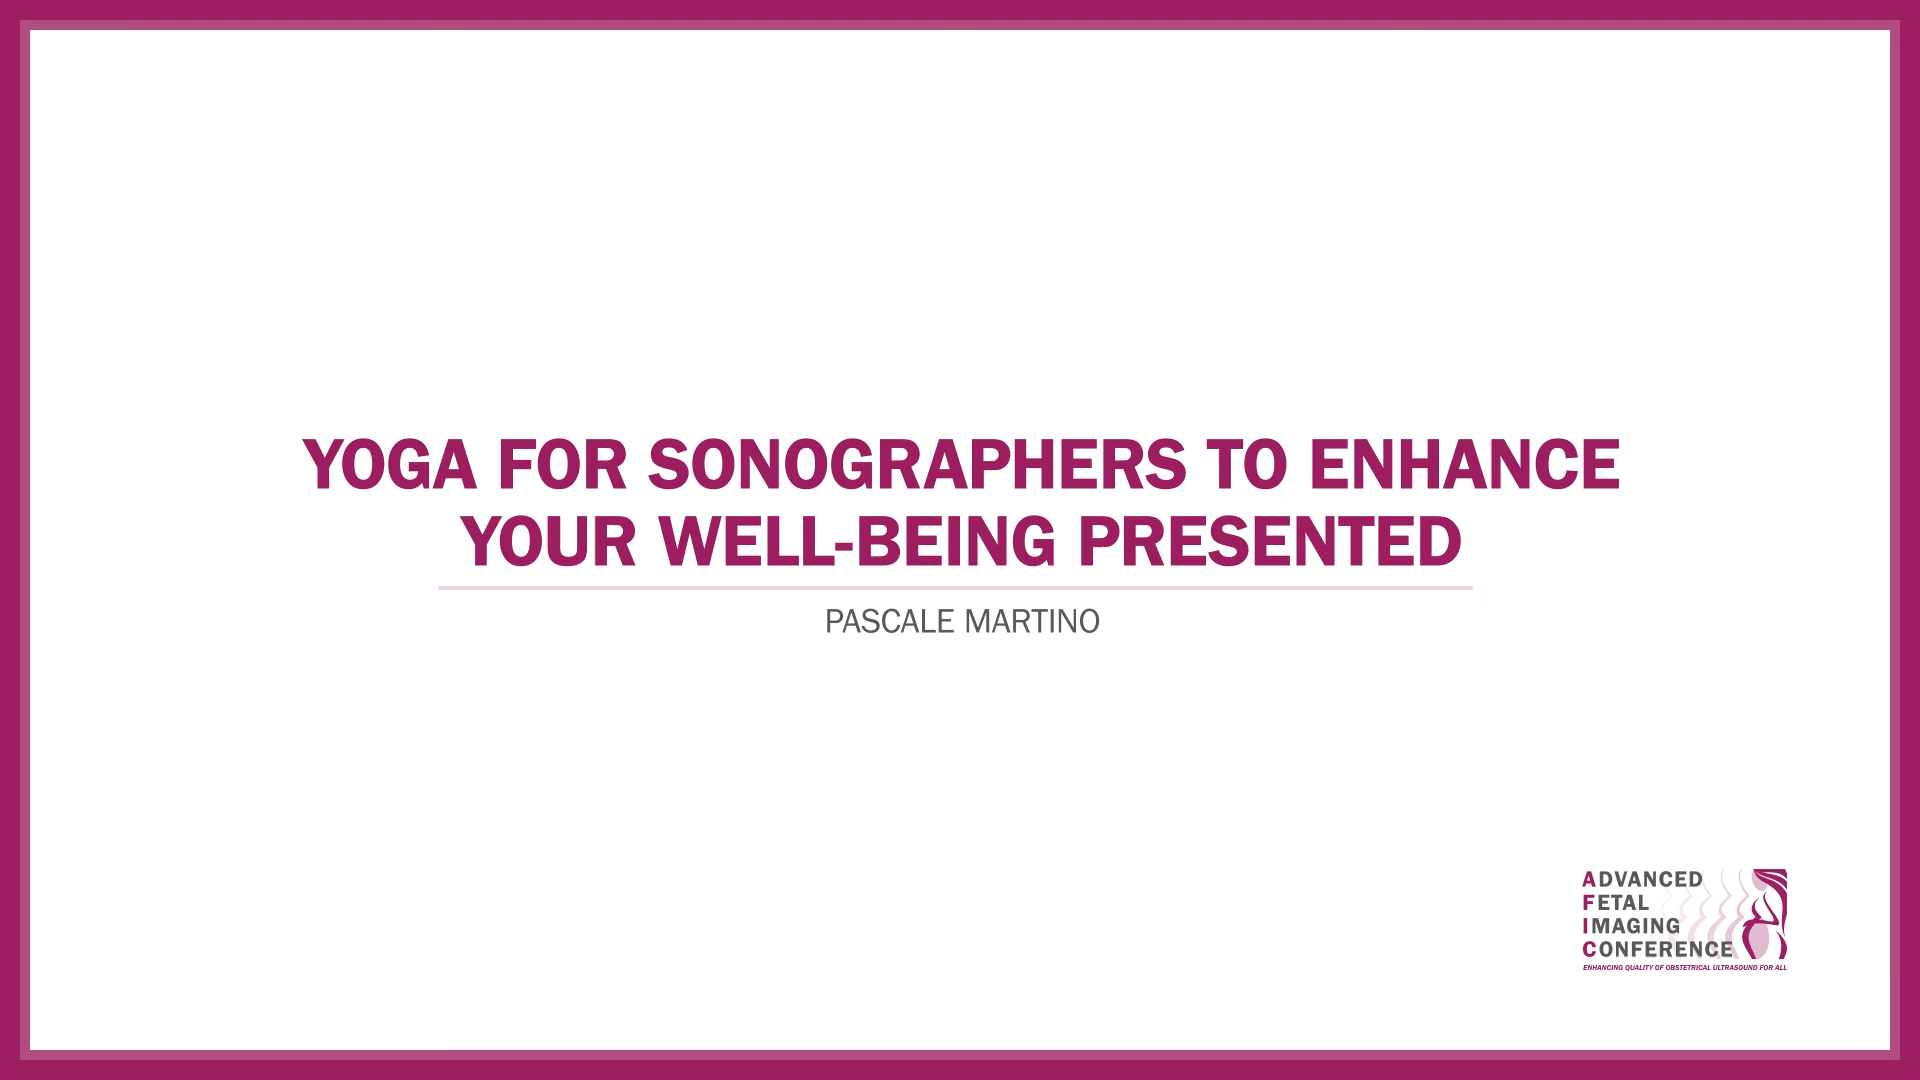 YOGA FOR SONOGRAPHERS TO ENHANCE
YOUR WELL-BEING PRESENTED
PASCALE MARTINO
ADVANCED
FETAL
IMAGING
CONFERENCE
ENHANCING QUALITY OF OBSTETRICAL ULTRASOUND FOR ALL